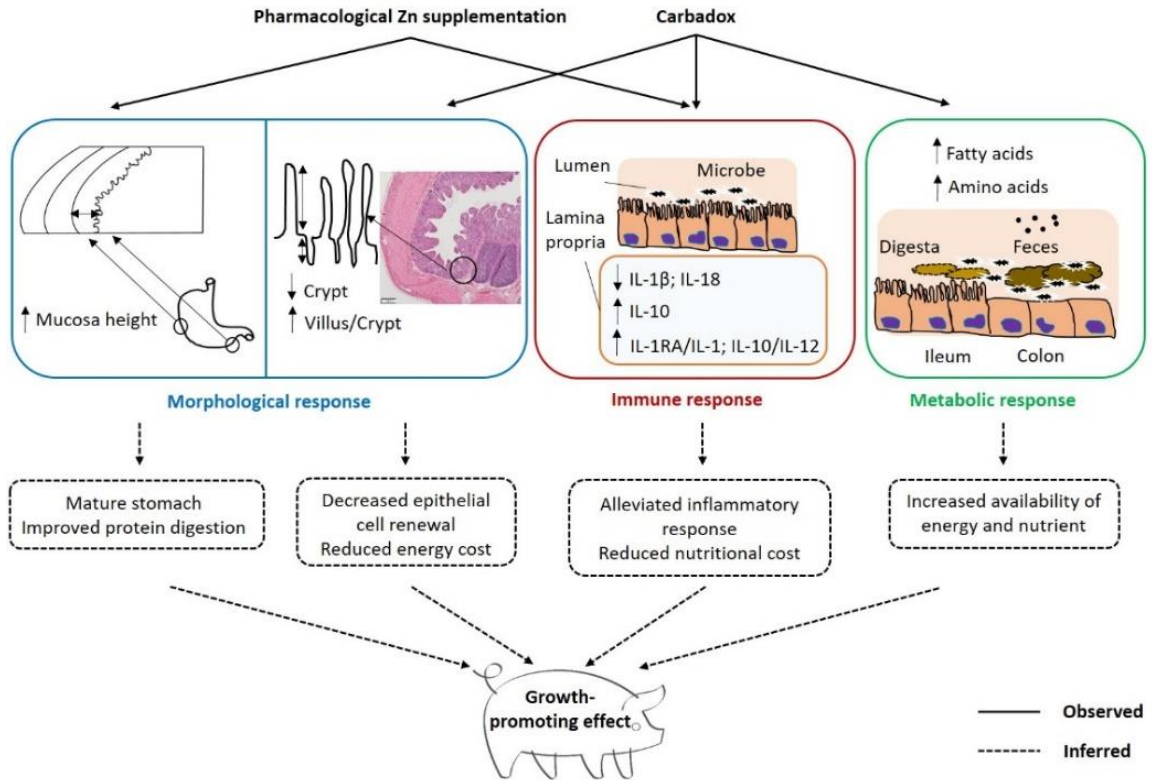 Pharmacological Zn supplementation
Carbadox
↑ Mucosa height
↓ Crypt
↑ Villus/Crypt
Lumen
Microbe
Lamina
propria
↓ IL-1β; IL-18
↑ IL-10
↑ IL-1RA/IL-1; IL-10/IL-12
↑ Fatty acids
↑ Amino acids
Digesta
Feces
Ileum
Colon
Morphological response
Immune response
Metabolic response
Mature stomach
Improved protein digestion
Decreased epithelial
cell renewal
Reduced energy cost
Alleviated inflammatory
response
Reduced nutritional cost
Increased availability of
energy and nutrient
Growth-
promoting effect
Observed
Inferred